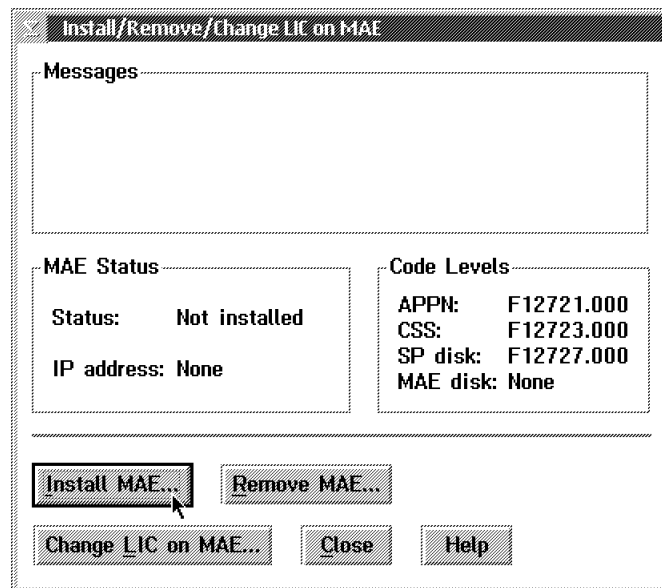 Install/Remove/Change LIC on MAE
Messages
MAE Status
Status: Not installed
IP address: None
Code Levels
APPN: F12721.000
CSS: F12723.000
SP disk: F12727.000
MAE disk: None
Install MAE...
Remove MAE...
Change LIC on MAE...
Close
Help